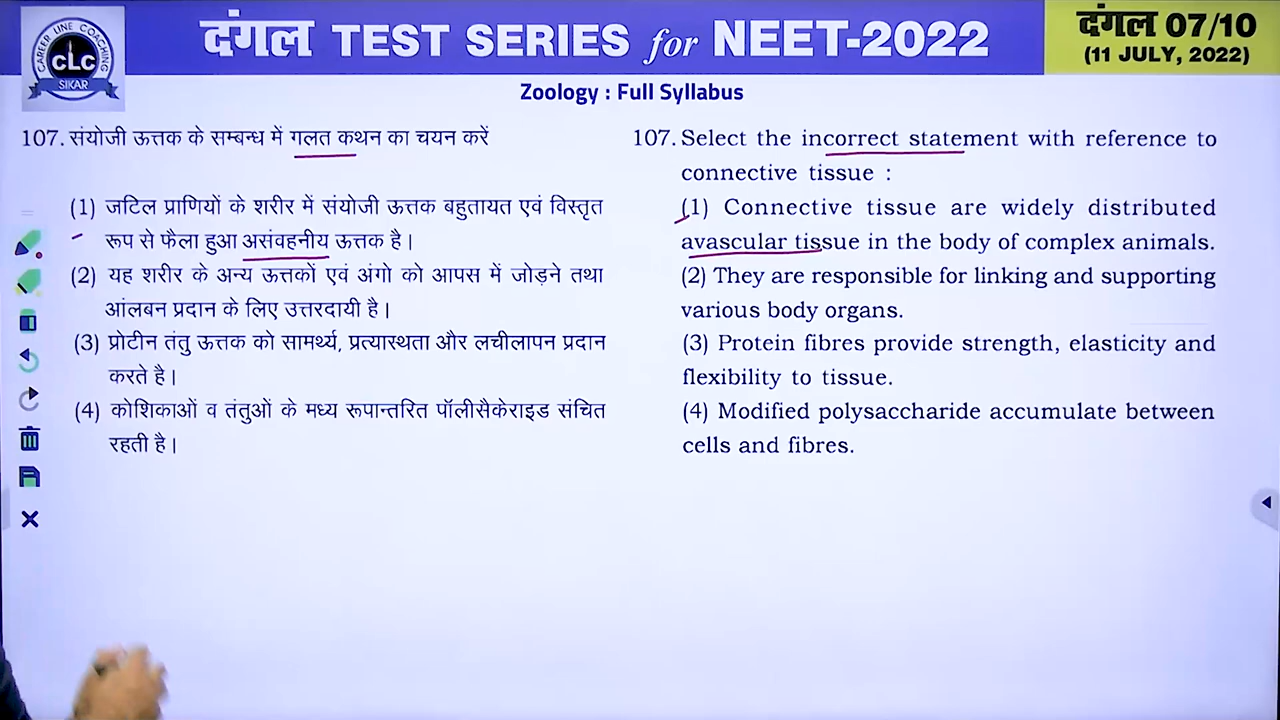 CAREER LINE COACHING
CLC
SIKAR
दंगल TEST SERIES for NEET-2022
दंगल 07/10
(11 JULY, 2022)
Zoology : Full Syllabus
107. संयोजी ऊत्तक के सम्बन्ध में गलत कथन का चयन करें
(1) जटिल प्राणियों के शरीर में संयोजी ऊत्तक बहुतायत एवं विस्तृत
रूप से फैला हुआ असंवहनीय ऊत्तक है।
(2) यह शरीर के अन्य ऊत्तकों एवं अंगो को आपस में जोड़ने तथा
आंलबन प्रदान के लिए उत्तरदायी है।
(3) प्रोटीन तंतु ऊत्तक को सामर्थ्य, प्रत्यास्थता और लचीलापन प्रदान
करते है।
(4) कोशिकाओं व तंतुओं के मध्य रूपान्तरित पॉलीसैकेराइड संचित
रहती है।
107. Select the incorrect statement with reference to
connective tissue :
(1) Connective tissue are widely distributed
avascular tissue in the body of complex animals.
(2) They are responsible for linking and supporting
various body organs.
(3) Protein fibres provide strength, elasticity and
flexibility to tissue.
(4) Modified polysaccharide accumulate between
cells and fibres.